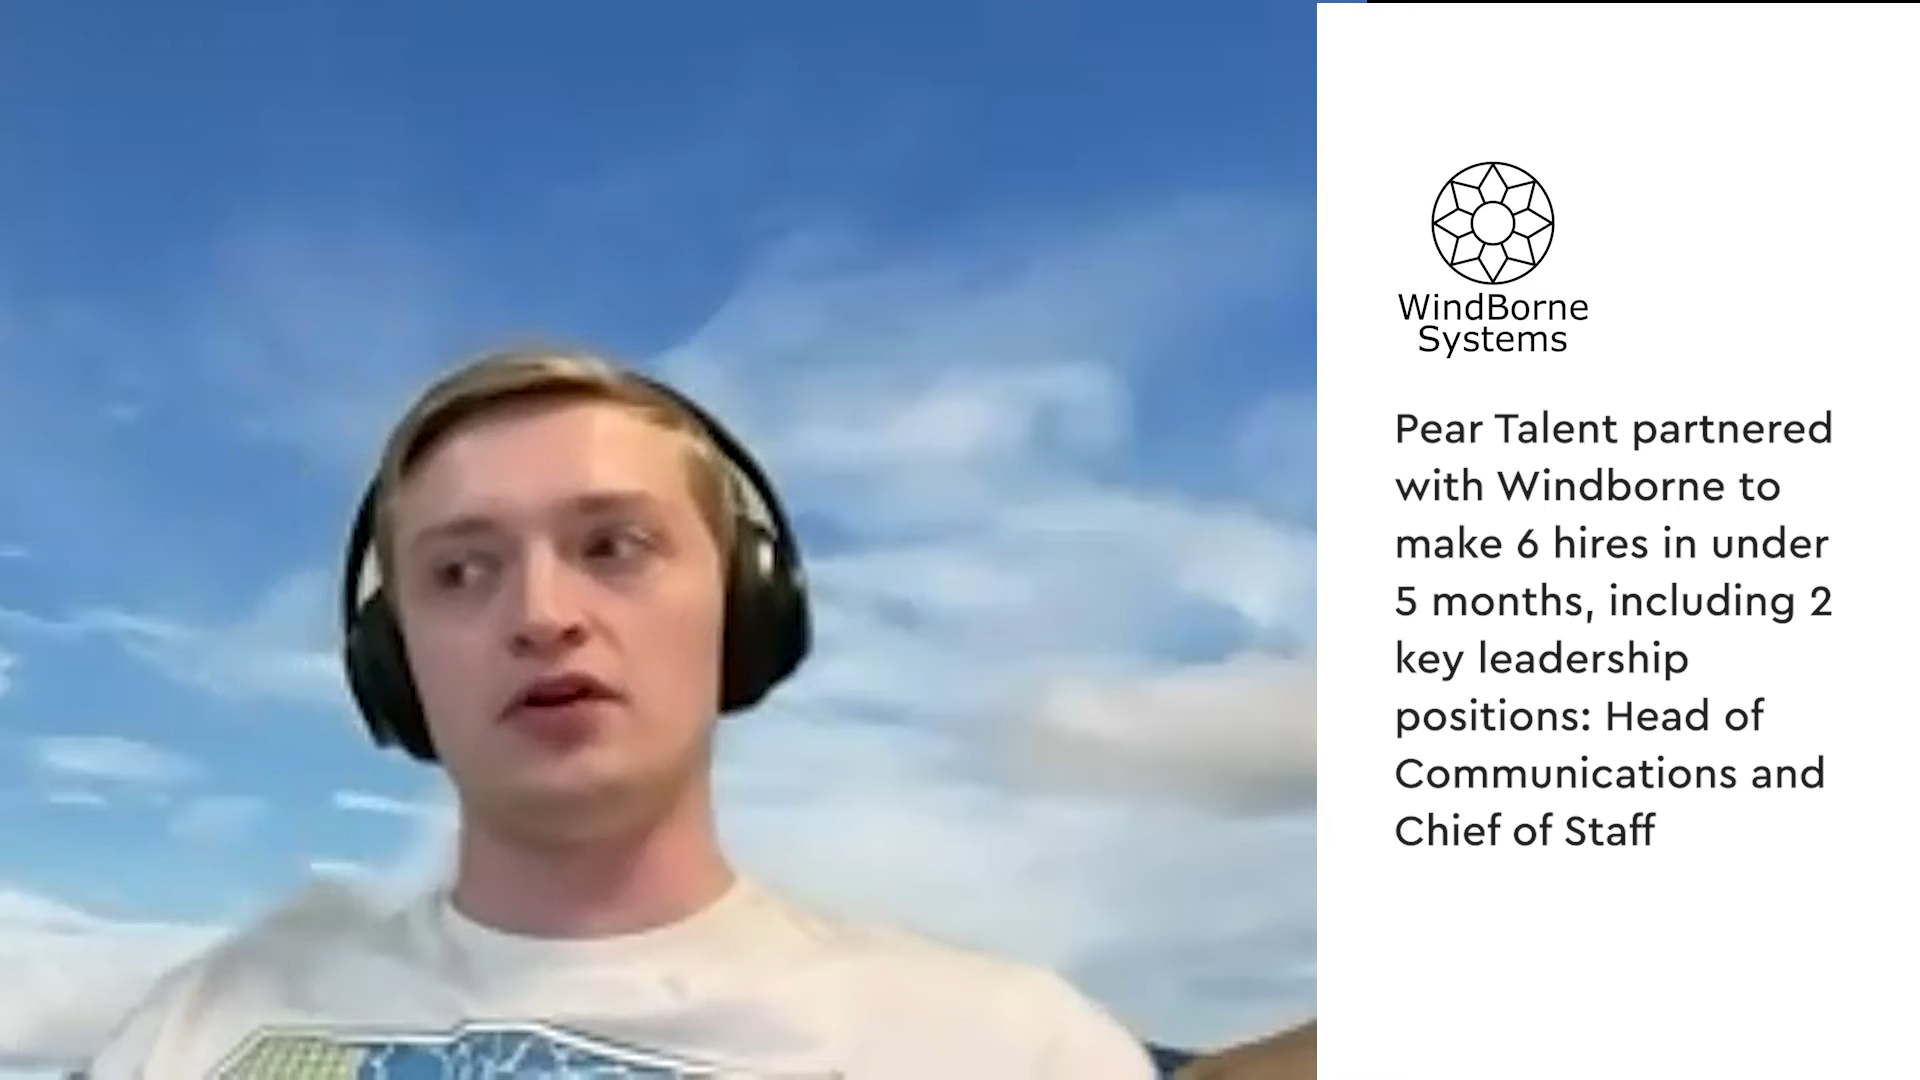 WindBorne
Systems
Pear Talent partnered
with Windborne to
make 6 hires in under
5 months, including 2
key leadership
positions: Head of
Communications and
Chief of Staff